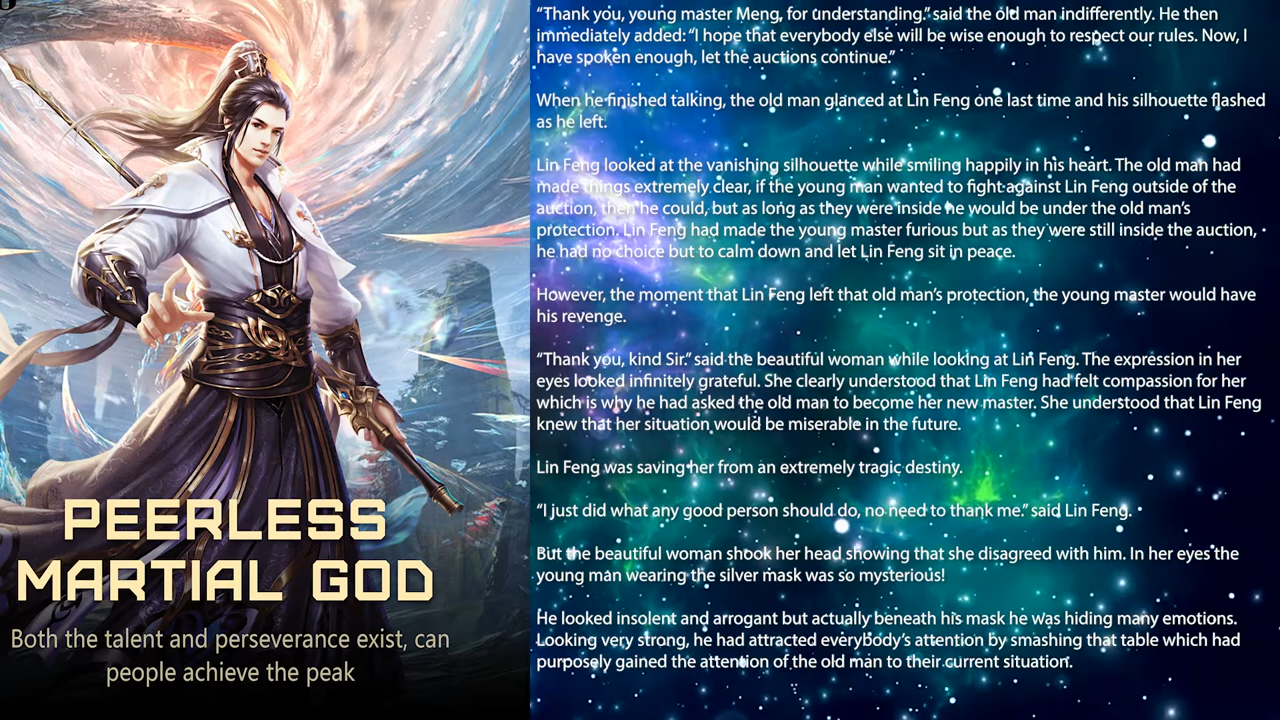 PEERLESS
MARTIAL GOD
Both the talent and perseverance exist, can
people achieve the peak
“Thank you, young master Meng, for understanding.” said the old man indifferently. He then
immediately added: “I hope that everybody else will be wise enough to respect our rules. Now, I
have spoken enough, let the auctions continue.”
When he finished talking, the old man glanced at Lin Feng one last time and his silhouette flashed
as he left.
Lin Feng looked at the vanishing silhouette while smiling happily in his heart. The old man had
made things extremely clear, if the young man wanted to fight against Lin Feng outside of the
auction, then he could, but as long as they were inside he would be under the old man’s
protection. Lin Feng had made the young master furious but as they were still inside the auction,
he had no choice but to calm down and let Lin Feng sit in peace.
However, the moment that Lin Feng left that old man’s protection, the young master would have
his revenge.
“Thank you, kind Sir.” said the beautiful woman while looking at Lin Feng. The expression in her
eyes looked infinitely grateful. She clearly understood that Lin Feng had felt compassion for her
which is why he had asked the old man to become her new master. She understood that Lin Feng
knew that her situation would be miserable in the future.
Lin Feng was saving her from an extremely tragic destiny.
“I just did what any good person should do, no need to thank me.” said Lin Feng.
But the beautiful woman shook her head showing that she disagreed with him. In her eyes the
young man wearing the silver mask was so mysterious!
He looked insolent and arrogant but actually beneath his mask he was hiding many emotions.
Looking very strong, he had attracted everybody’s attention by smashing that table which had
purposely gained the attention of the old man to their current situation.